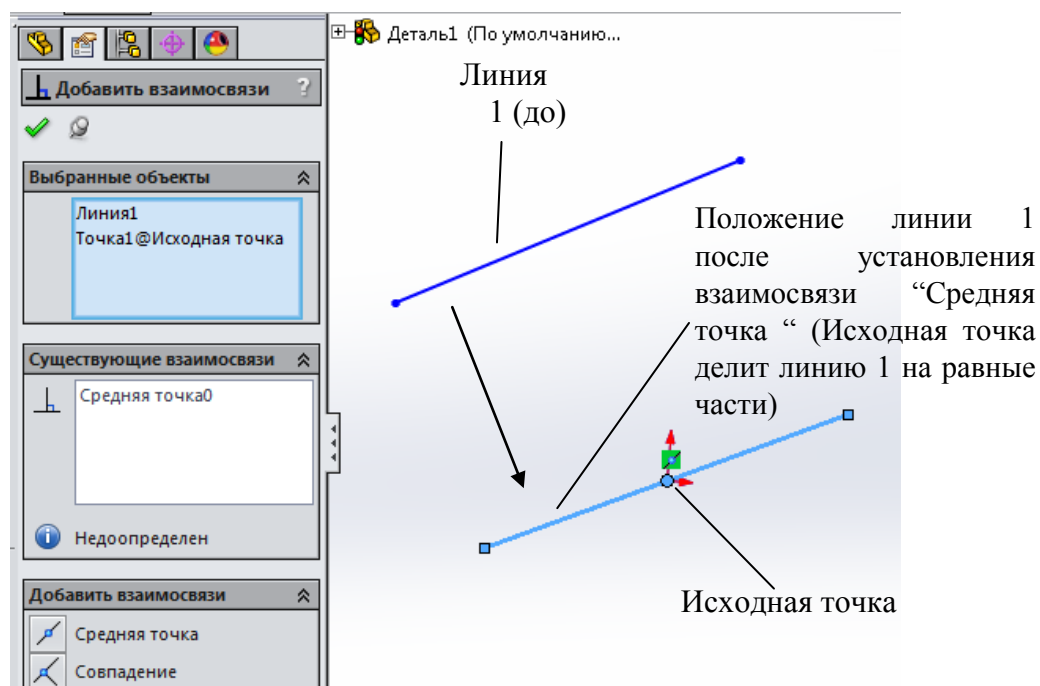 Деталь1 (По умолчанию...
Добавить взаимосвязи ?
Выбранные объекты
Линия1
Точка1@Исходная точка
Существующие взаимосвязи
Средняя точка0
Недоопределен
Добавить взаимосвязи
Средняя точка
Совпадение
Линия
1 (до)
Положение линии 1
после установления
взаимосвязи “Средняя
точка “ (Исходная точка
делит линию 1 на равные
части)
Исходная точка